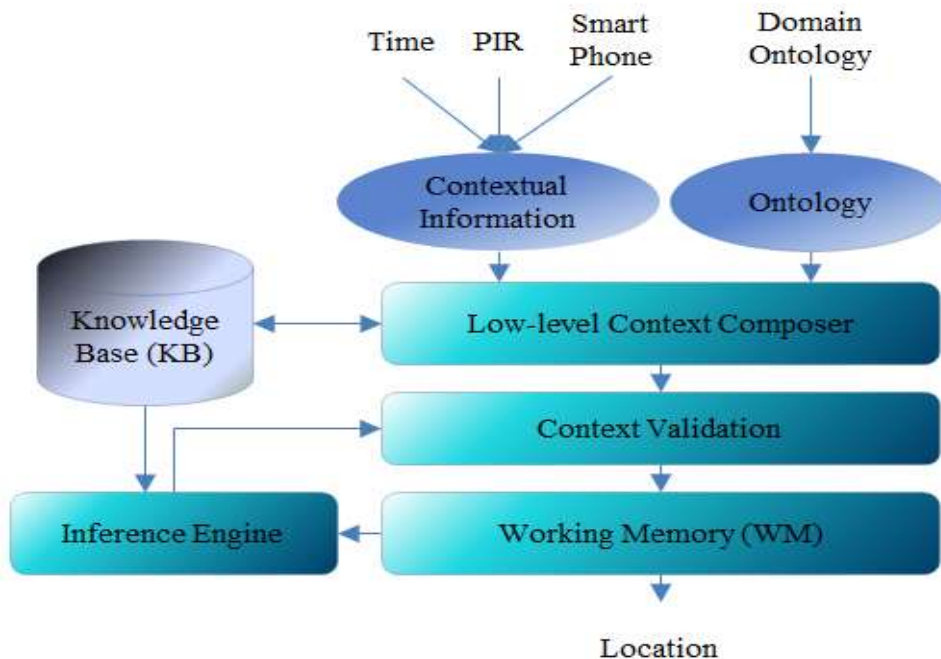 Time
PIR
Smart
Phone
Domain
Ontology
Contextual
Information
Ontology
Knowledge
Base (KB)
Low-level Context Composer
Context Validation
Inference Engine
Working Memory (WM)
Location